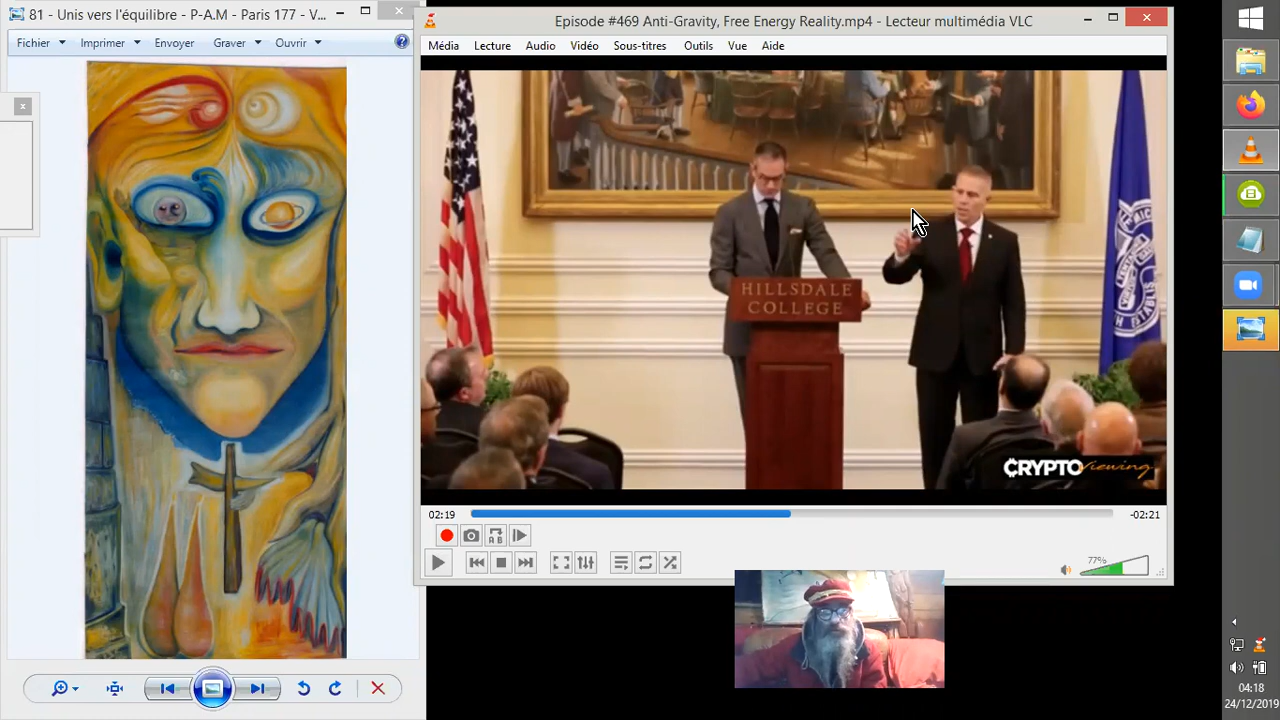 81 - Unis vers l'équilibre - P-A.M - Paris 177 - V...
Fichier Imprimer Envoyer Graver Ouvrir
Episode #469 Anti-Gravity, Free Energy Reality.mp4 - Lecteur multimédia VLC
Média Lecture Audio Vidéo Sous-titres Outils Vue Aide
HILLSDALE
COLLEGE
CRYPTO Viewing
02:19
-02:21
77%
04:18
24/12/2019